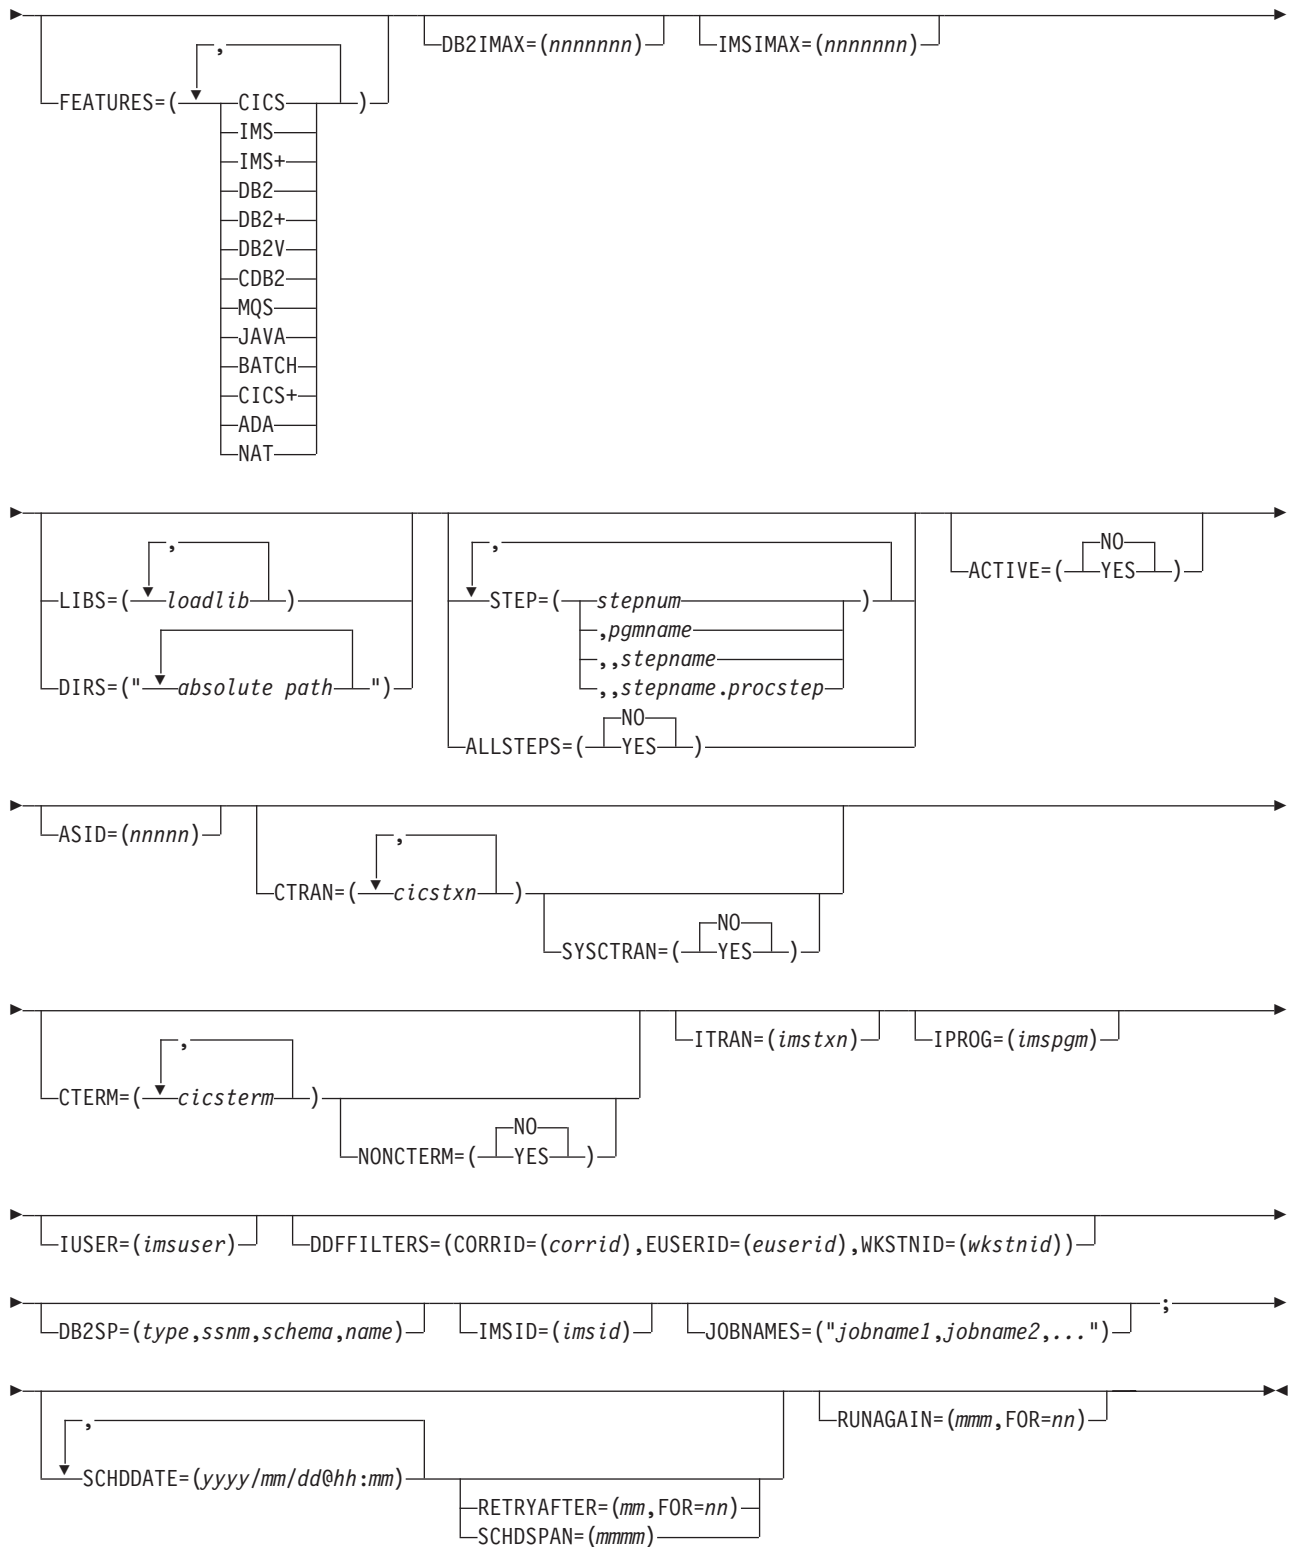 ,
DB2IMAX=(nnnnnnn)
IMSIMAX=(nnnnnnn)
FEATURES=(
CICS
)
IMS
IMS+
DB2
DB2+
DB2V
CDB2
MQS
JAVA
BATCH
CICS+
ADA
NAT
,
LIBS=(
loadlib
)
DIRS=("
absolute path
")
,
STEP=(
stepnum
)
,pgmname
,,stepname
,,stepname.procstep
ALLSTEPS=(
NO
YES
)
ACTIVE=(
NO
YES
)
ASID=(nnnnn)
,
CTRAN=(
cicstxn
)
SYSCTRAN=(
NO
YES
)
,
CTERM=(
cicsterm
)
NONCTERM=(
NO
YES
)
ITRAN=(imstxn)
IPROG=(imspgm)
IUSER=(imsuser)
DDFFILTERS=(CORRID=(corrid),EUSERID=(euserid),WKSTNID=(wkstnid))
DB2SP=(type,ssnm,schema,name)
IMSID=(imsid)
JOBNAMES=("jobname1,jobname2,...")
;
,
SCHDDATE=(yyyy/mm/dd@hh:mm)
RETRYAFTER=(mm,FOR=nn)
SCHDSPAN=(mmmm)
RUNAGAIN=(mmm,FOR=nn)